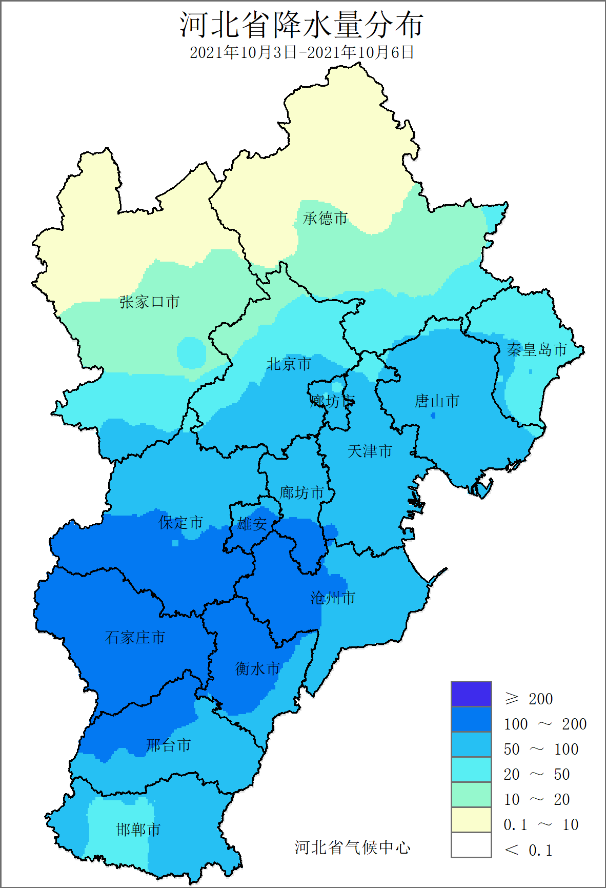 河北省降水量分布
2021年10月3日-2021年10月6日
承德市
张家口市
秦皇岛市
北京市
廊坊市
唐山市
天津市
廊坊市
保定市
雄安
沧州市
石家庄市
衡水市
邢台市
邯郸市
≥ 200
100 ～ 200
50 ～ 100
20 ～ 50
10 ～ 20
0.1 ～ 10
＜ 0.1
河北省气候中心